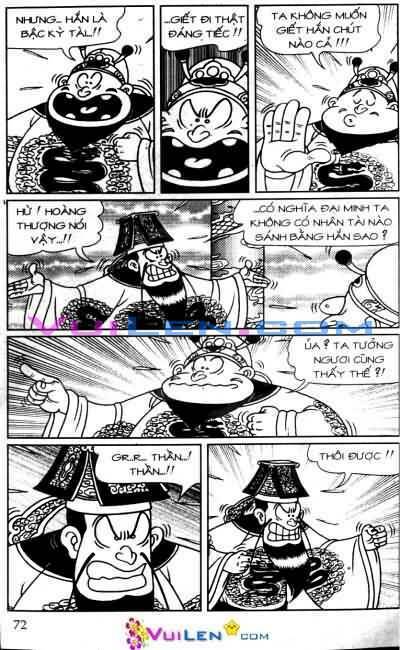 NHƯNG... HẮN LÀ
BẬC KỲ TÀI..!!
...GIẾT ĐI THẬT
ĐÁNG TIẾC!!
TA KHÔNG MUỐN
GIẾT HẮN CHÚT
NÀO CẢ !!!
HỪ ! HOÀNG
THƯỢNG NÓI
VẬY...!!
...CÓ NGHĨA ĐẠI MINH TA
KHÔNG CÓ NHÂN TÀI NÀO
SÁNH BẰNG HẮN SAO ?
VUILEN.COM
ỦA ? TA TƯỞNG
NGƯƠI CŨNG
THẤY THẾ ?!
GR..R... THẦN...!
THẦN...!!
THÔI ĐƯỢC !!
72
VUILEN.COM